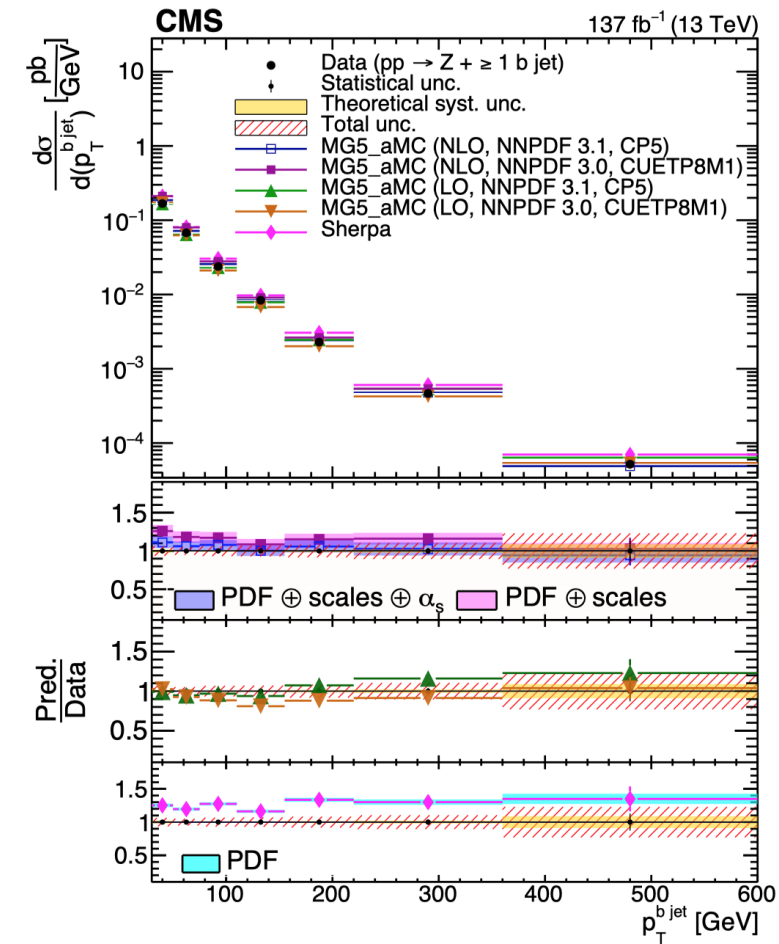 CMS 137 fb⁻¹ (13 TeV)
dσ/d(p_T^{b jet}) [pb/GeV]
Data (pp → Z + ≥ 1 b jet)
Statistical unc.
Theoretical syst. unc.
Total unc.
MG5_aMC (NLO, NNPDF 3.1, CP5)
MG5_aMC (NLO, NNPDF 3.0, CUETP8M1)
MG5_aMC (LO, NNPDF 3.1, CP5)
MG5_aMC (LO, NNPDF 3.0, CUETP8M1)
Sherpa
10
1
10⁻¹
10⁻²
10⁻³
10⁻⁴
1.5
1
0.5
PDF ⊕ scales ⊕ α_s PDF ⊕ scales
Pred./Data
1.5
1
0.5
1.5
1
0.5
PDF
100 200 300 400 500 600
p_T^{b jet} [GeV]